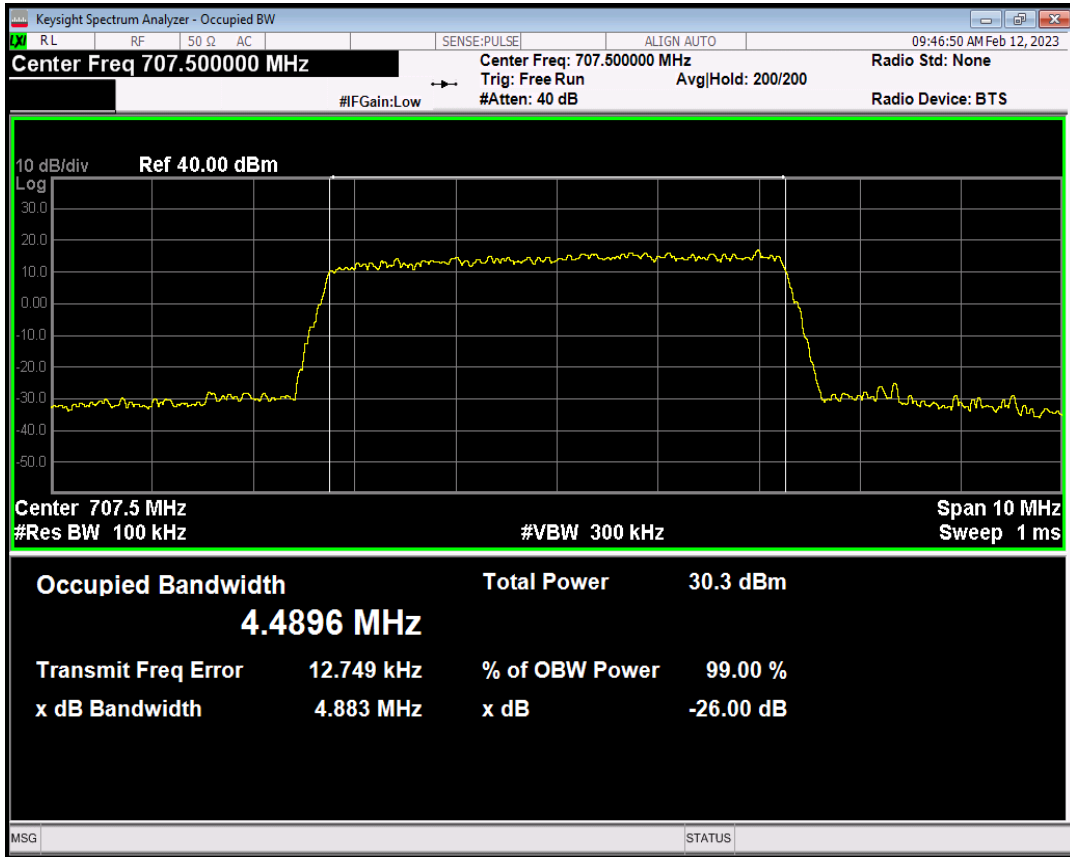 Keysight Spectrum Analyzer - Occupied BW
LXI RL RF 50 Ω AC SENSE:PULSE ALIGN AUTO 09:46:50 AM Feb 12, 2023
Center Freq 707.500000 MHz Center Freq: 707.500000 MHz Radio Std: None
Trig: Free Run Avg|Hold: 200/200
#IFGain:Low #Atten: 40 dB Radio Device: BTS
10 dB/div Ref 40.00 dBm
Log
30.0
20.0
10.0
0.00
-10.0
-20.0
-30.0
-40.0
-50.0
Center 707.5 MHz Span 10 MHz
#Res BW 100 kHz #VBW 300 kHz Sweep 1 ms
Occupied Bandwidth Total Power 30.3 dBm
4.4896 MHz
Transmit Freq Error 12.749 kHz % of OBW Power 99.00 %
x dB Bandwidth 4.883 MHz x dB -26.00 dB
MSG STATUS